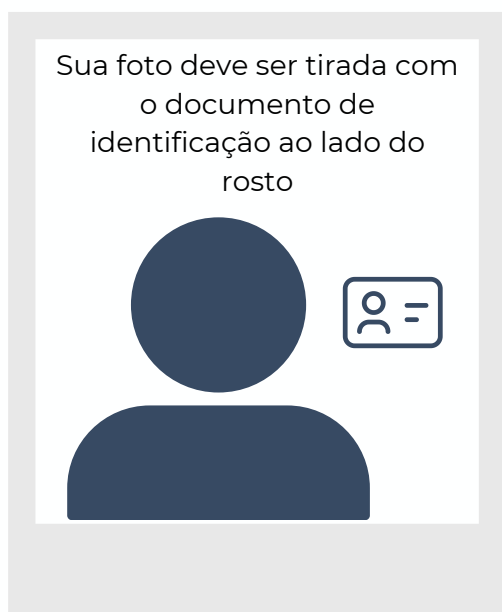 Sua foto deve ser tirada com
o documento de
identificação ao lado do
rosto